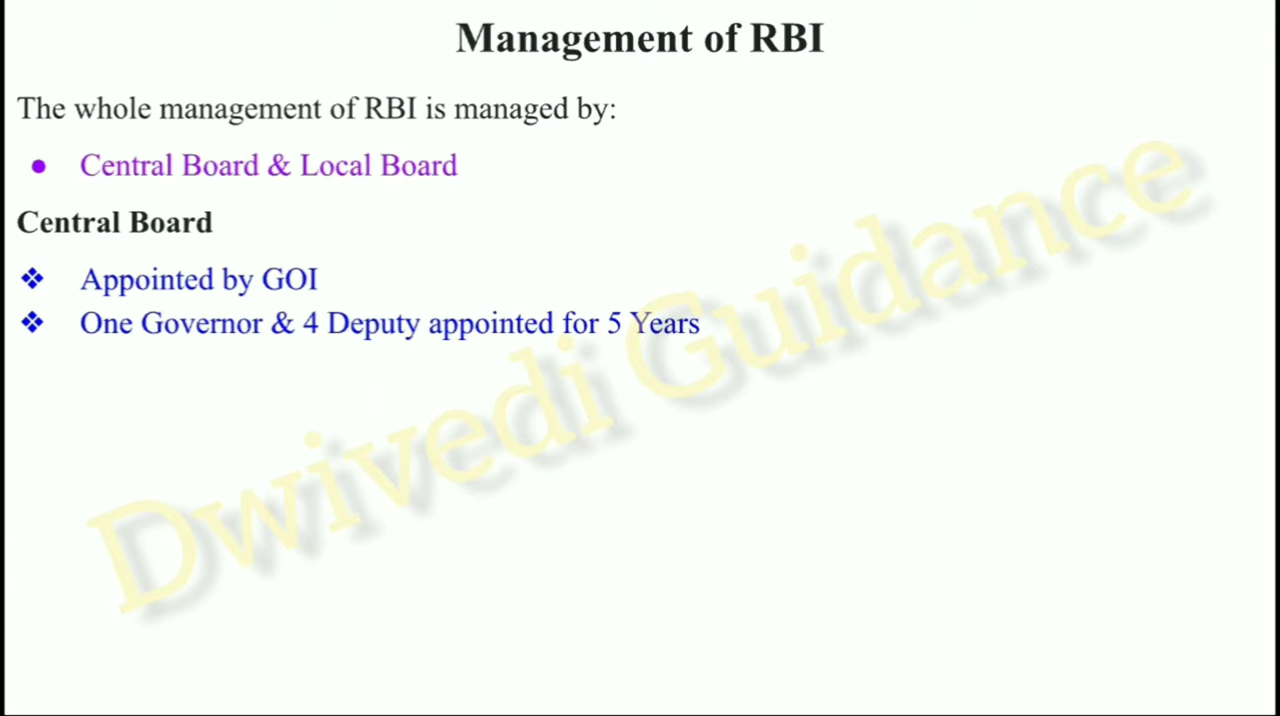 Management of RBI
The whole management of RBI is managed by:
● Central Board & Local Board
Central Board
❖ Appointed by GOI
❖ One Governor & 4 Deputy appointed for 5 Years
Dwivedi Guidance